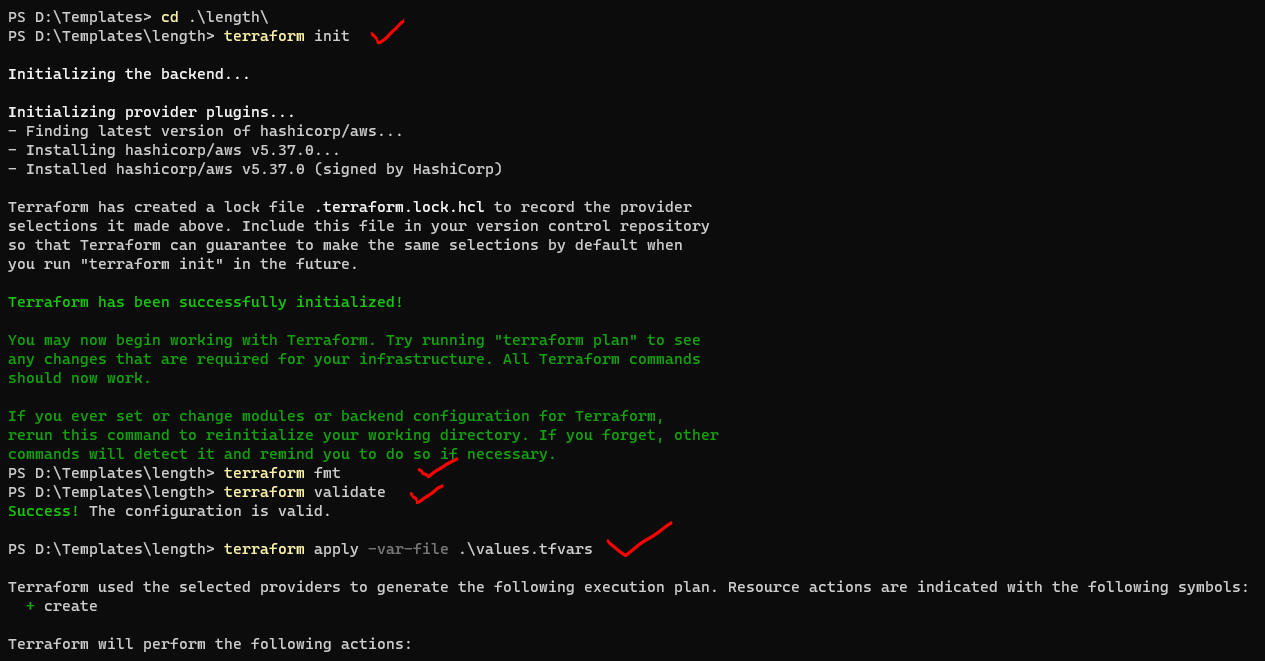 PS D:\Templates> cd .\length\
PS D:\Templates\length> terraform init
Initializing the backend...
Initializing provider plugins...
- Finding latest version of hashicorp/aws...
- Installing hashicorp/aws v5.37.0...
- Installed hashicorp/aws v5.37.0 (signed by HashiCorp)
Terraform has created a lock file .terraform.lock.hcl to record the provider
selections it made above. Include this file in your version control repository
so that Terraform can guarantee to make the same selections by default when
you run "terraform init" in the future.
Terraform has been successfully initialized!
You may now begin working with Terraform. Try running "terraform plan" to see
any changes that are required for your infrastructure. All Terraform commands
should now work.
If you ever set or change modules or backend configuration for Terraform,
rerun this command to reinitialize your working directory. If you forget, other
commands will detect it and remind you to do so if necessary.
PS D:\Templates\length> terraform fmt
PS D:\Templates\length> terraform validate
Success! The configuration is valid.
PS D:\Templates\length> terraform apply -var-file .\values.tfvars
Terraform used the selected providers to generate the following execution plan. Resource actions are indicated with the following symbols:
+ create
Terraform will perform the following actions: